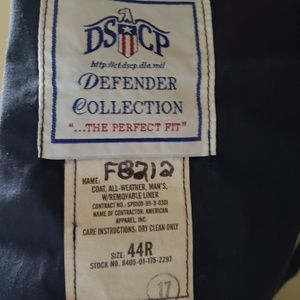 DSCP
http://ct.dscp.dla.mil
DEFENDER
COLLECTION
"...THE PERFECT FIT"
NAME: F8212
COAT, ALL-WEATHER, MAN'S,
W/REMOVABLE LINER
CONTRACT NO. SP0100-99-D-0301
NAME OF CONTRACTOR: AMERICAN
APPAREL, INC.
CARE INSTRUCTIONS: DRY CLEAN ONLY
SIZE: 44R
STOCK NO. 8405-01-175-2297
17